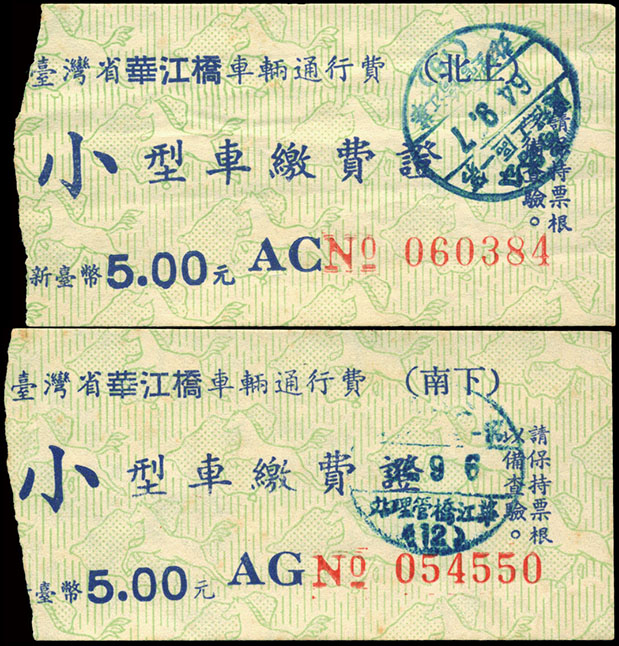 臺灣省華江橋車輛通行費（北上）
小型車繳費證
請保持票根
以備查驗。
新臺幣5.00元 AC No 060384
臺灣省華江橋車輛通行費（南下）
小型車繳費證
請保持票根
以備查驗。
9 6
華江橋管理處
(12)
臺幣5.00元 AG No 054550